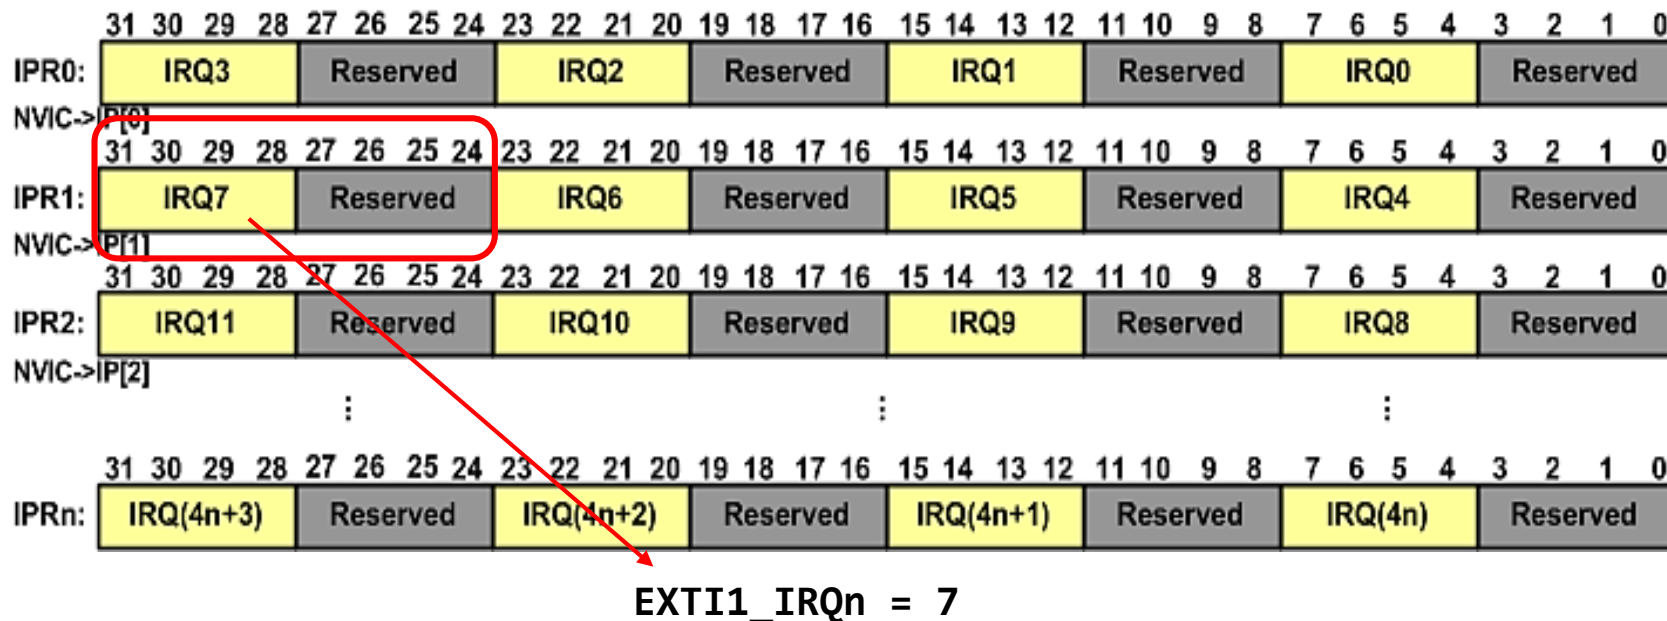 31 30 29 28 27 26 25 24 23 22 21 20 19 18 17 16 15 14 13 12 11 10 9 8 7 6 5 4 3 2 1 0
IPR0: IRQ3 Reserved IRQ2 Reserved IRQ1 Reserved IRQ0 Reserved
NVIC->IP[0]
31 30 29 28 27 26 25 24 23 22 21 20 19 18 17 16 15 14 13 12 11 10 9 8 7 6 5 4 3 2 1 0
IPR1: IRQ7 Reserved IRQ6 Reserved IRQ5 Reserved IRQ4 Reserved
NVIC->IP[1]
31 30 29 28 27 26 25 24 23 22 21 20 19 18 17 16 15 14 13 12 11 10 9 8 7 6 5 4 3 2 1 0
IPR2: IRQ11 Reserved IRQ10 Reserved IRQ9 Reserved IRQ8 Reserved
NVIC->IP[2]
⋮ ⋮ ⋮
31 30 29 28 27 26 25 24 23 22 21 20 19 18 17 16 15 14 13 12 11 10 9 8 7 6 5 4 3 2 1 0
IPRn: IRQ(4n+3) Reserved IRQ(4n+2) Reserved IRQ(4n+1) Reserved IRQ(4n) Reserved
EXTI1_IRQn = 7